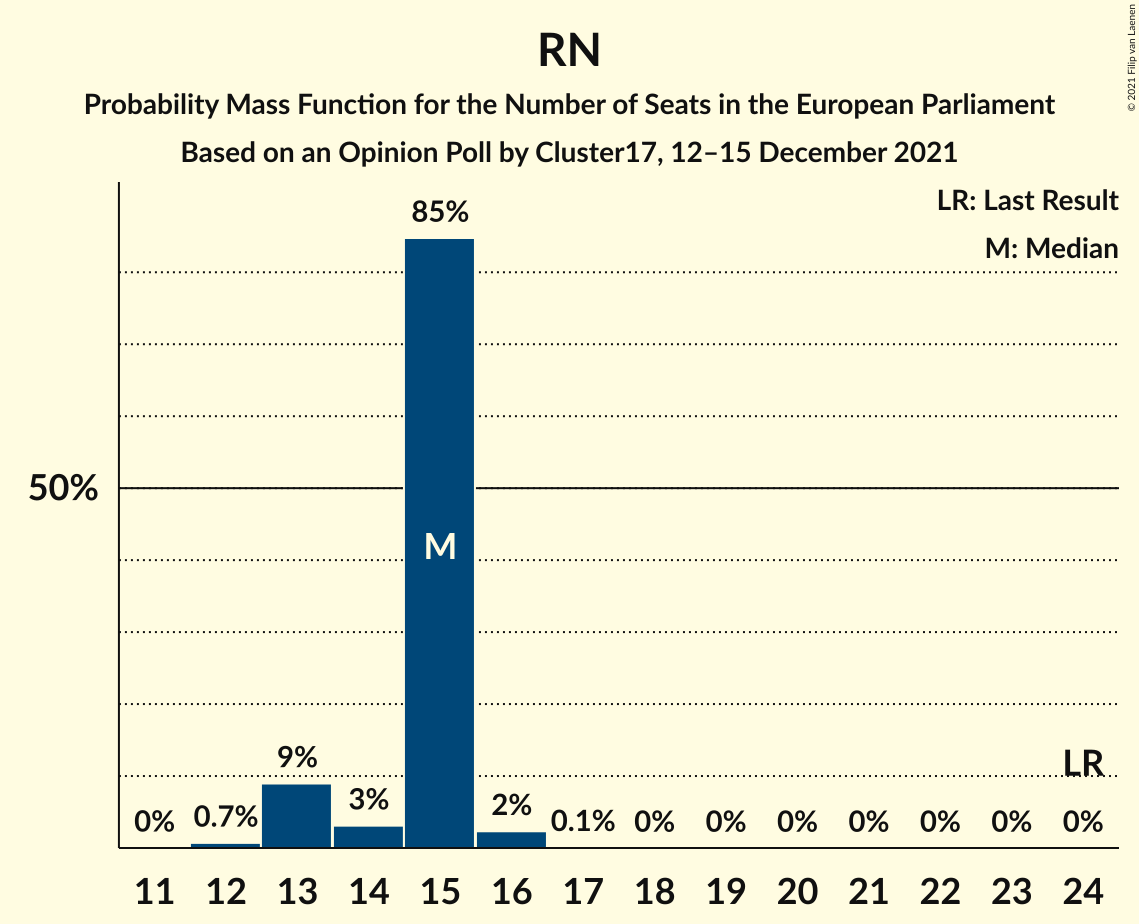 RN
Probability Mass Function for the Number of Seats in the European Parliament
Based on an Opinion Poll by Cluster17, 12–15 December 2021
© 2021 Filip van Laenen
LR: Last Result
M: Median
85%
50%
M
LR
9%
3%
2%
0% 0.7% 0.1% 0% 0% 0% 0% 0% 0% 0%
11 12 13 14 15 16 17 18 19 20 21 22 23 24